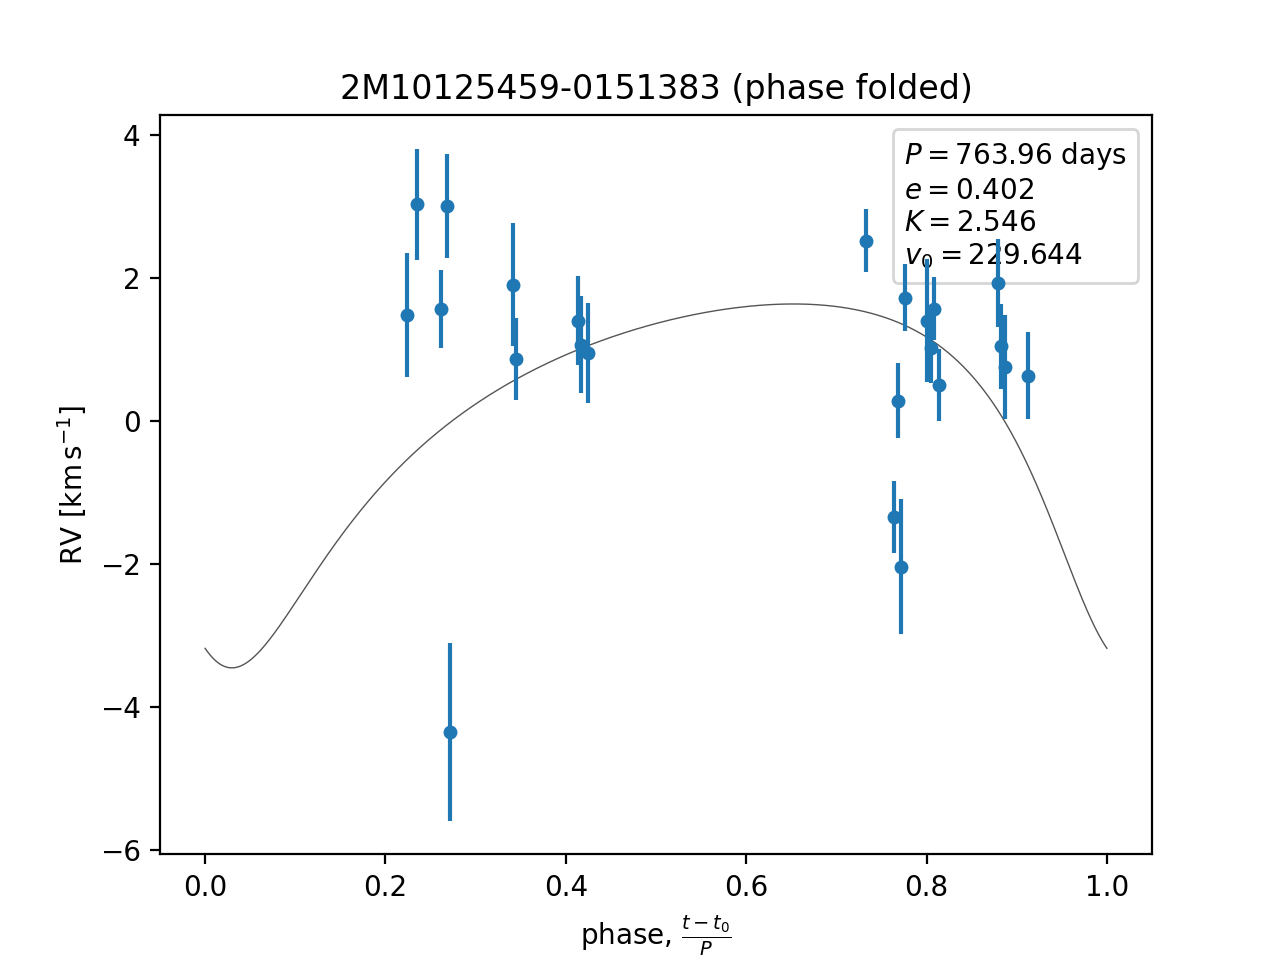 2M10125459-0151383 (phase folded)
P = 763.96 days
e = 0.402
K = 2.546
v₀ = 229.644
4
2
0
−2
−4
−6
RV [km s⁻¹]
0.0 0.2 0.4 0.6 0.8 1.0
phase, (t − t₀)/P